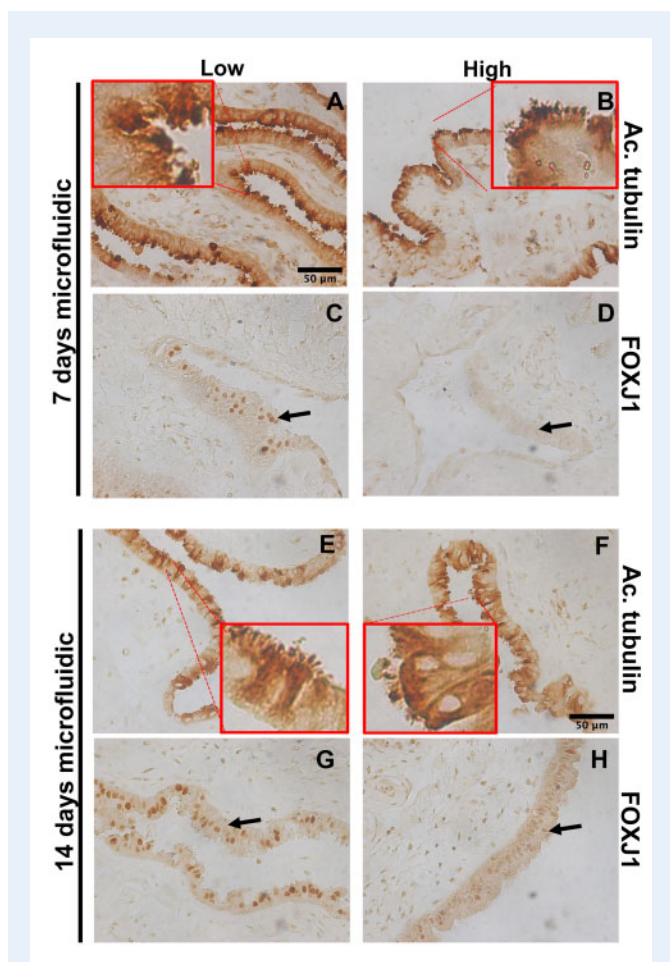 Low
High
7 days microfluidic
A
B
Ac. tubulin
50 µm
C
D
FOXJ1
14 days microfluidic
E
F
Ac. tubulin
50 µm
G
H
FOXJ1